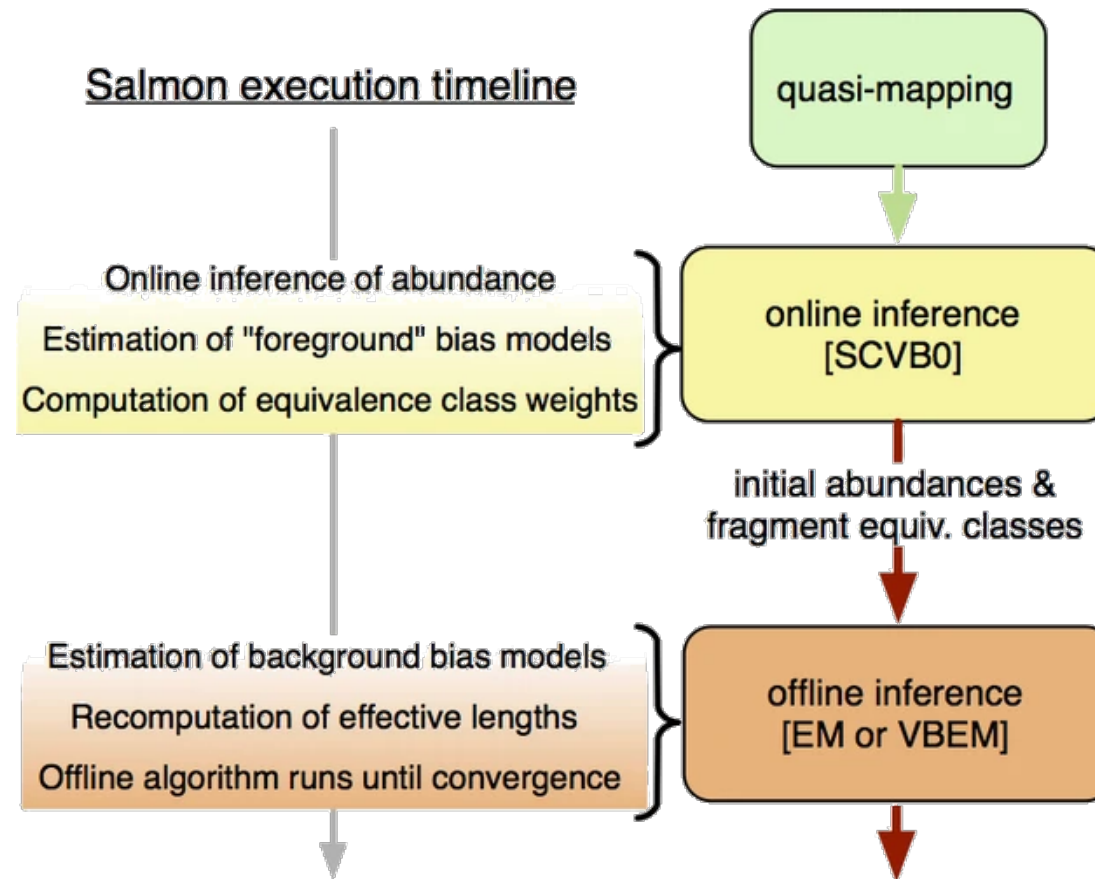 Salmon execution timeline
quasi-mapping
Online inference of abundance
Estimation of "foreground" bias models
Computation of equivalence class weights
online inference
[SCVB0]
initial abundances &
fragment equiv. classes
Estimation of background bias models
Recomputation of effective lengths
Offline algorithm runs until convergence
offline inference
[EM or VBEM]